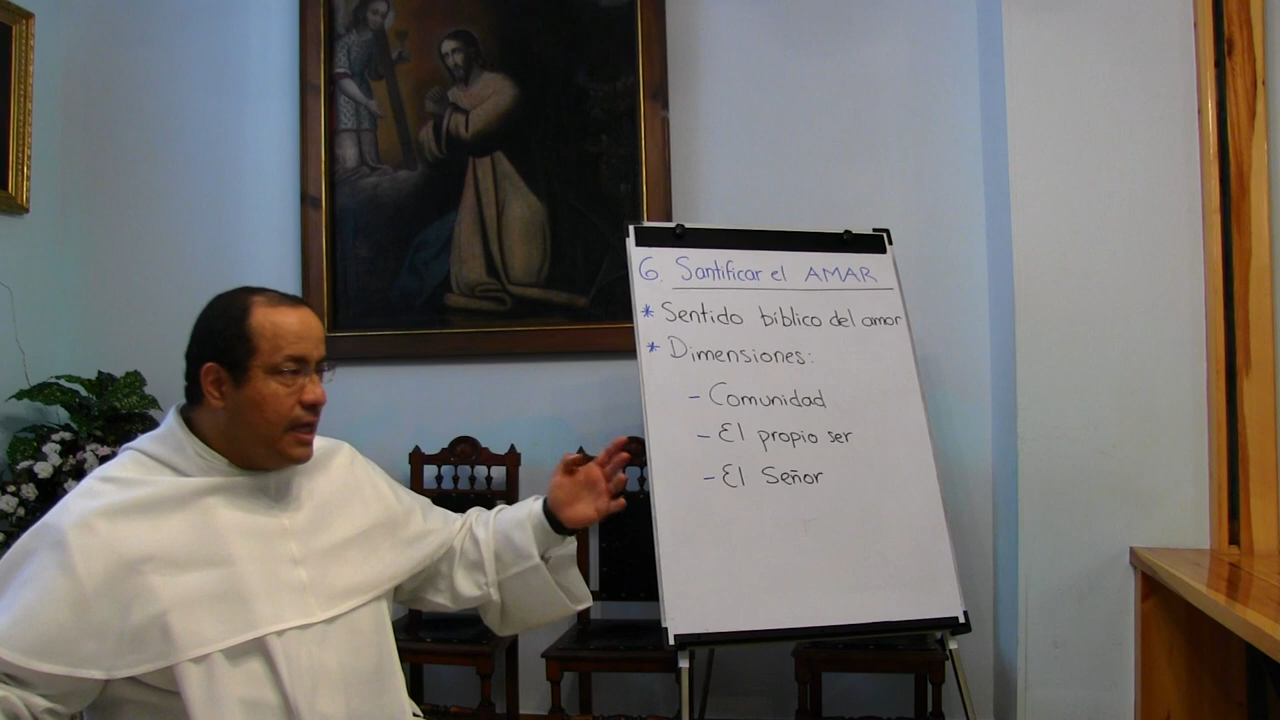 6. Santificar el AMAR
* Sentido bíblico del amor
* Dimensiones:
- Comunidad
- El propio ser
- El Señor